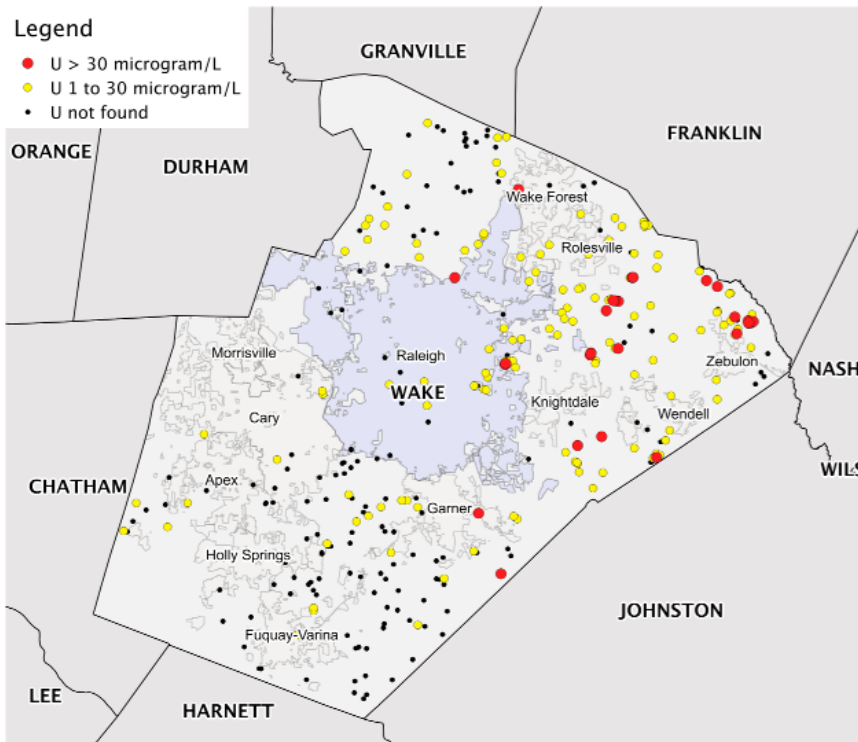 Legend
U > 30 microgram/L
U 1 to 30 microgram/L
U not found
GRANVILLE
FRANKLIN
ORANGE
DURHAM
Wake Forest
Rolesville
Morrisville
Raleigh
Zebulon
NASH
WAKE
Knightdale
Wendell
Cary
WILS
CHATHAM
Apex
Garner
Holly Springs
JOHNSTON
Fuquay-Varina
LEE
HARNETT